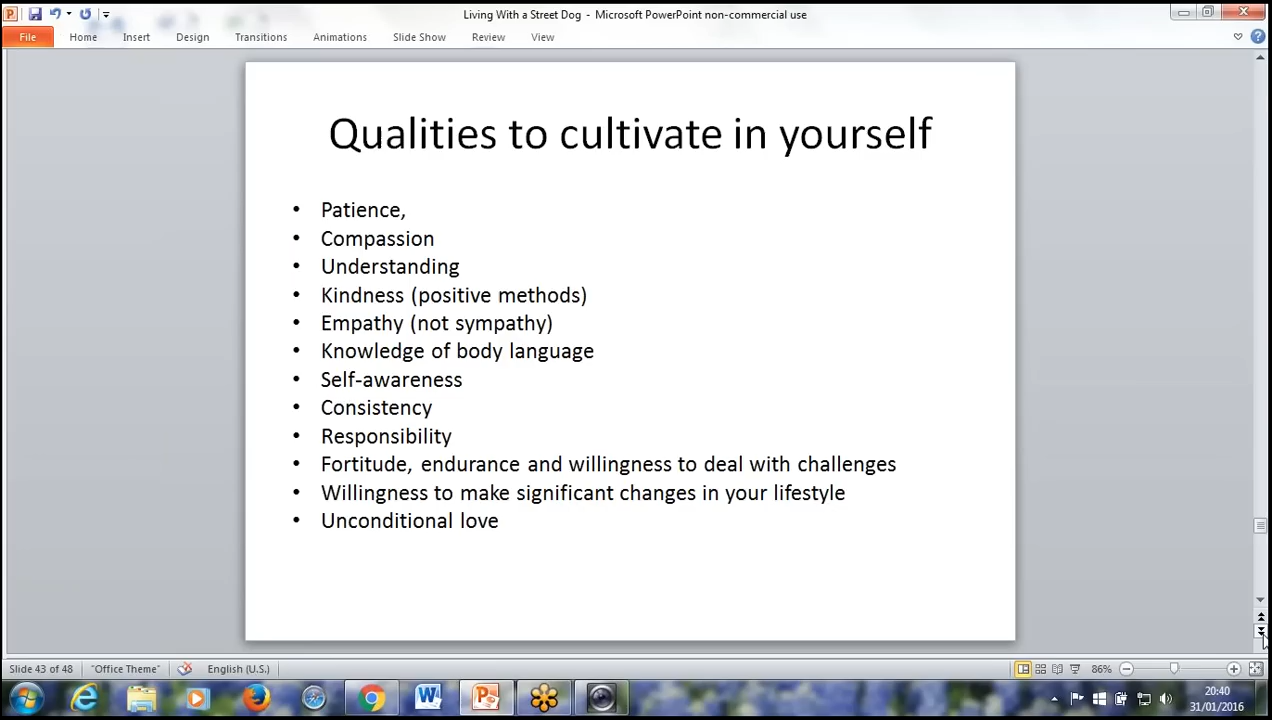 Living With a Street Dog - Microsoft PowerPoint non-commercial use
File Home Insert Design Transitions Animations Slide Show Review View
Qualities to cultivate in yourself
• Patience,
• Compassion
• Understanding
• Kindness (positive methods)
• Empathy (not sympathy)
• Knowledge of body language
• Self-awareness
• Consistency
• Responsibility
• Fortitude, endurance and willingness to deal with challenges
• Willingness to make significant changes in your lifestyle
• Unconditional love
Slide 43 of 48 "Office Theme" English (U.S.) 86%
20:40
31/01/2016